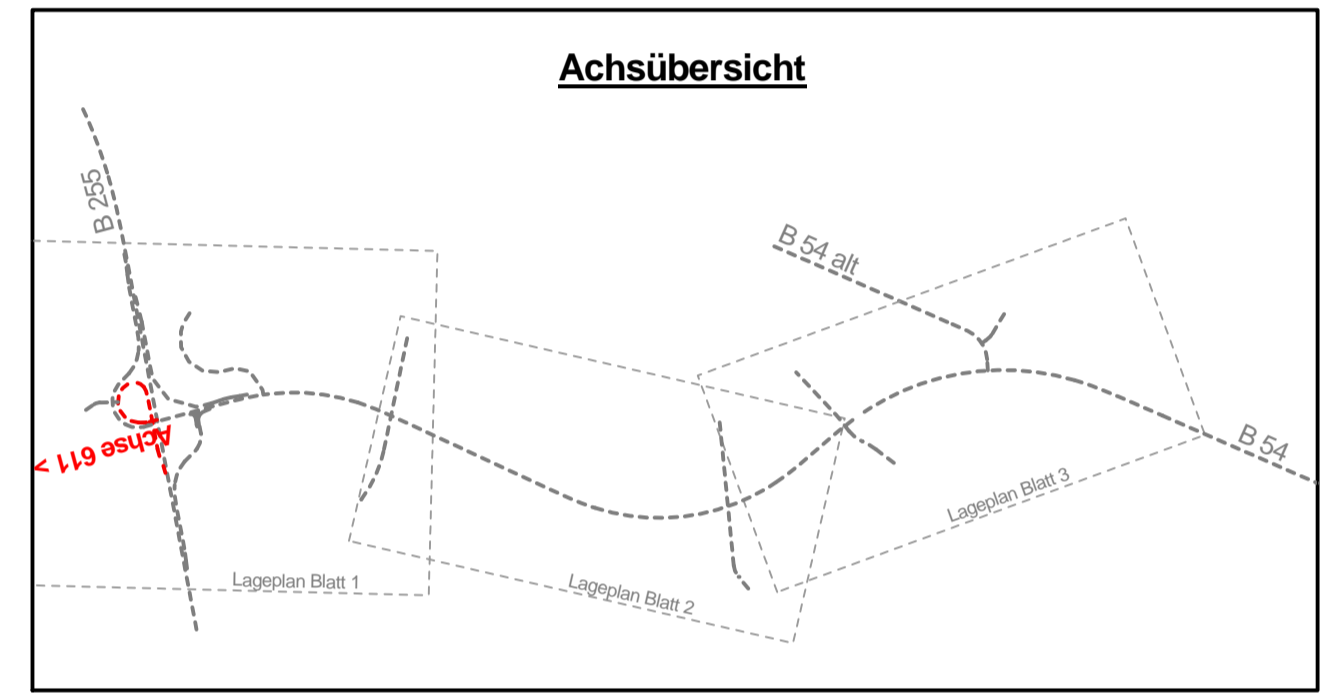 Achsübersicht
B 255
B 54 alt
Achse 611 >
B 54
Lageplan Blatt 3
Lageplan Blatt 1
Lageplan Blatt 2